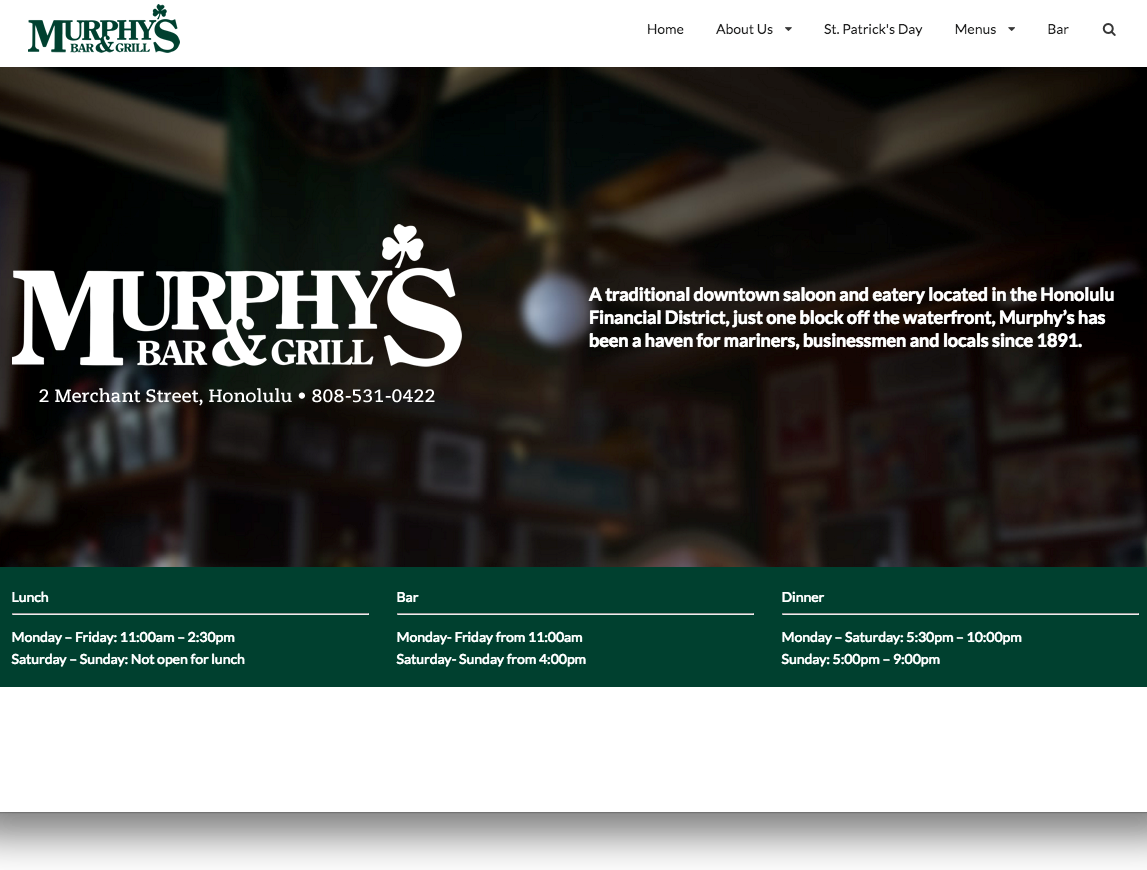 MURPHY'S
BAR & GRILL
Home About Us St. Patrick's Day Menus Bar
MURPHY'S
BAR & GRILL
2 Merchant Street, Honolulu • 808-531-0422
A traditional downtown saloon and eatery located in the Honolulu
Financial District, just one block off the waterfront, Murphy's has
been a haven for mariners, businessmen and locals since 1891.
Lunch
Monday – Friday: 11:00am – 2:30pm
Saturday – Sunday: Not open for lunch
Bar
Monday- Friday from 11:00am
Saturday- Sunday from 4:00pm
Dinner
Monday – Saturday: 5:30pm – 10:00pm
Sunday: 5:00pm – 9:00pm